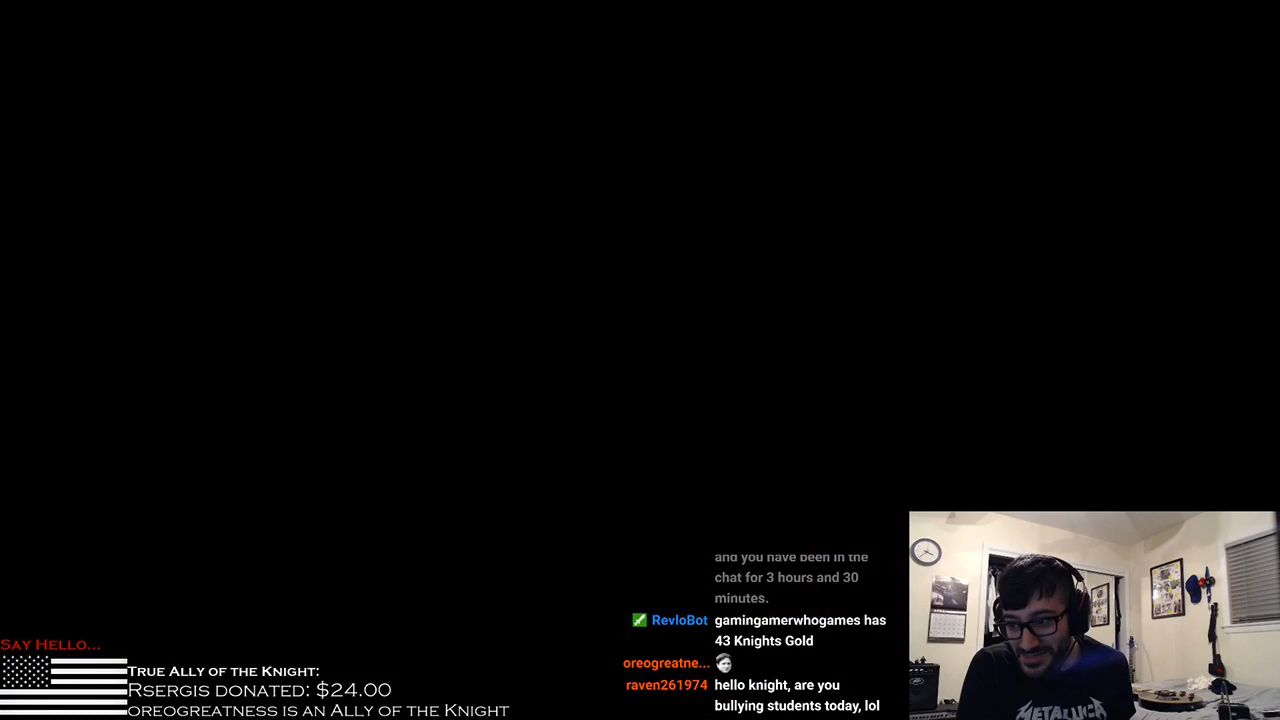 and you have been in the
chat for 3 hours and 30
minutes.
RevloBot gamingamerwhogames has
43 Knights Gold
oreogreatne...
raven261974 hello knight, are you
bullying students today, lol
SAY HELLO...
TRUE ALLY OF THE KNIGHT:
RSERGIS DONATED: $24.00
OREOGREATNESS IS AN ALLY OF THE KNIGHT
METALLICA